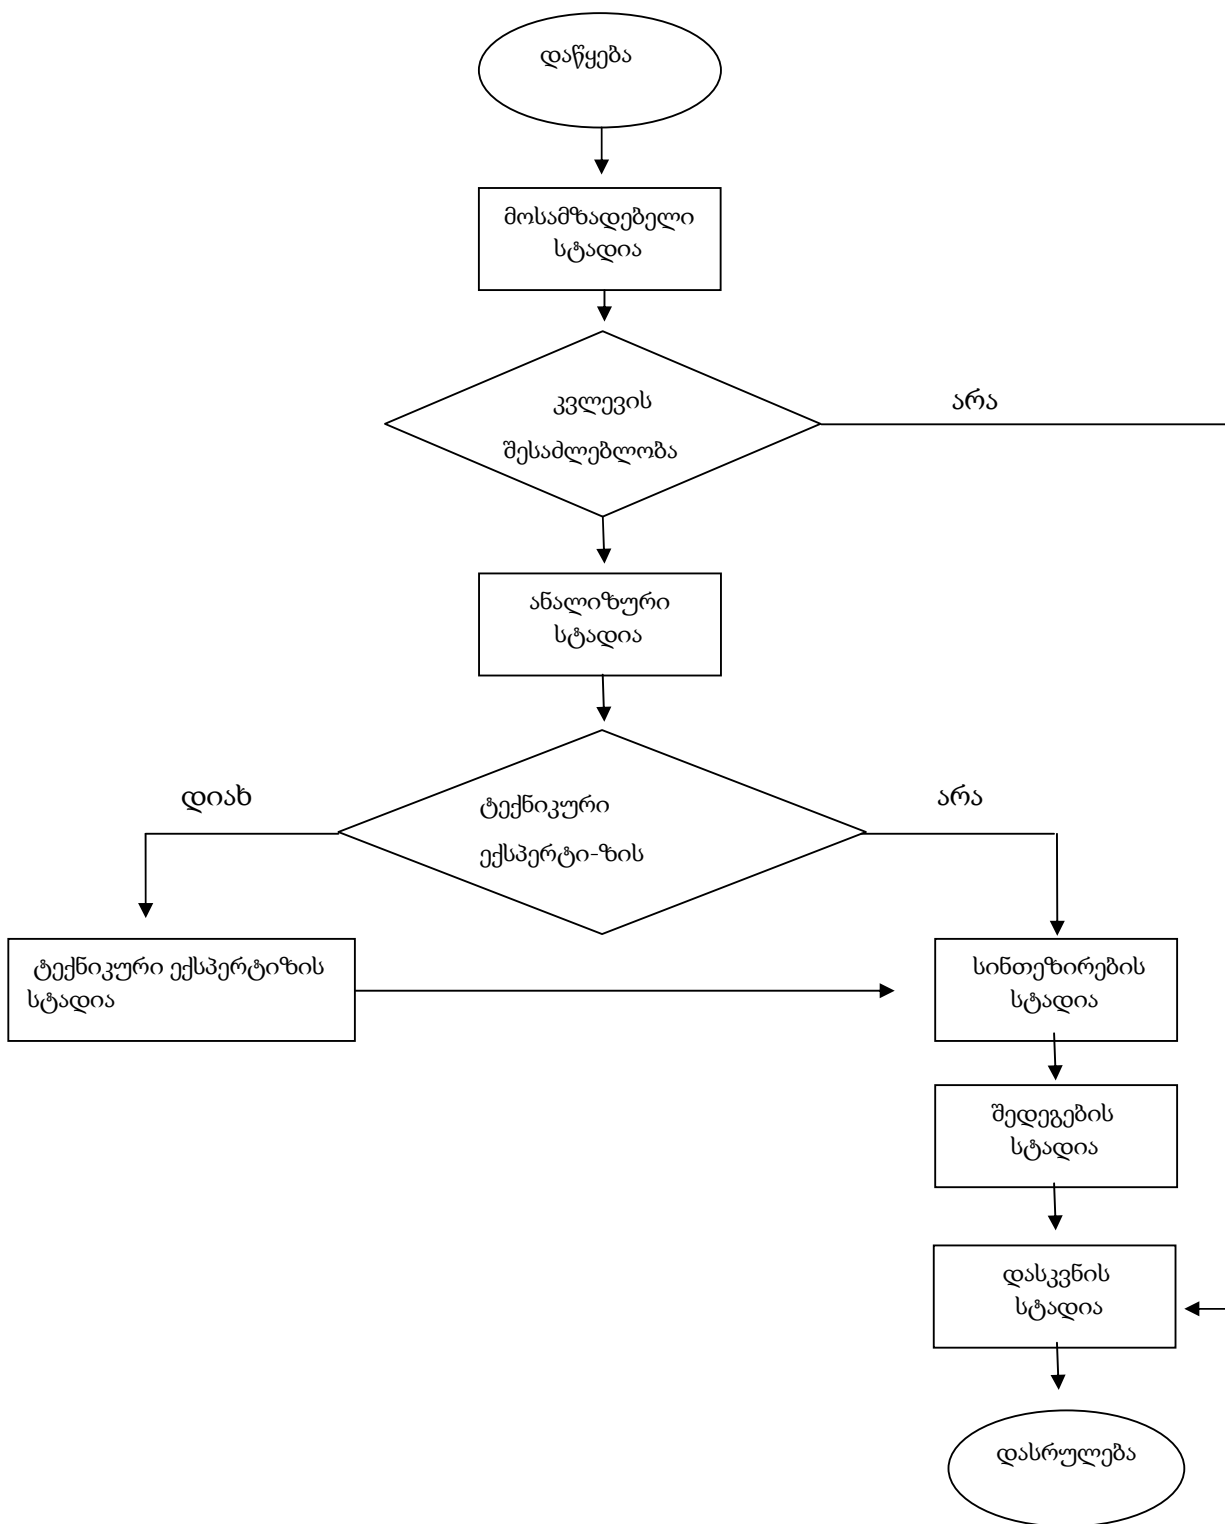 დაწყება
მოსამზადებელი
სტადია
კვლევის
შესაძლებლობა
არა
ანალიზური
სტადია
დიახ
ტექნიკური
ექსპერტი-ზის
არა
ტექნიკური ექსპერტიზის
სტადია
სინთეზირების
სტადია
შედეგების
სტადია
დასკვნის
სტადია
დასრულება